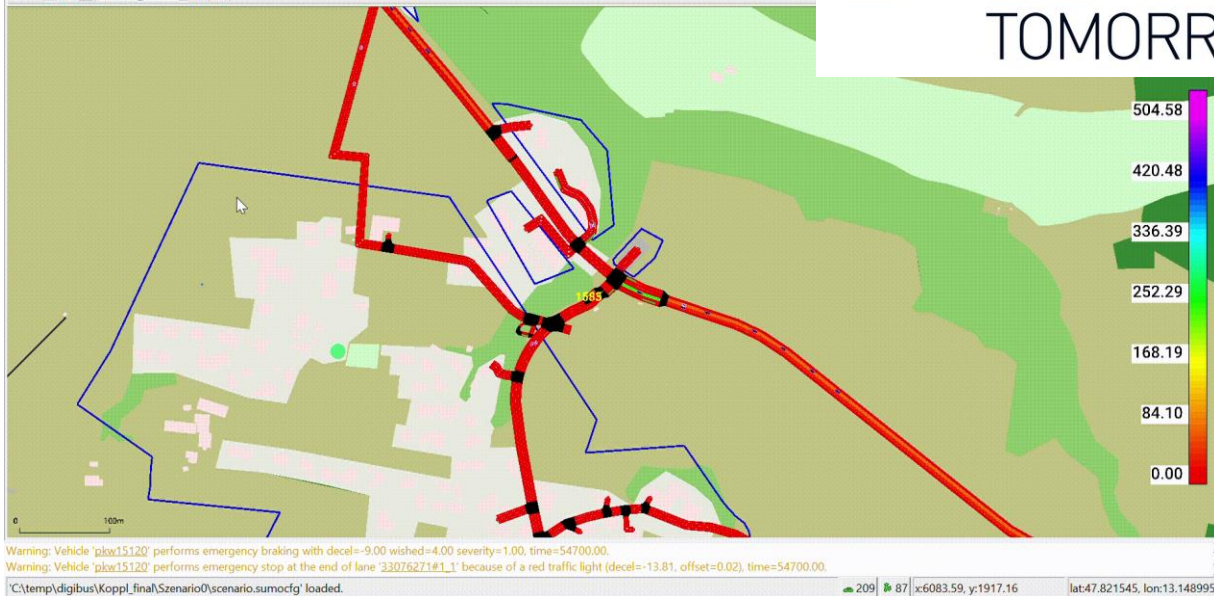 TOMORR
504.58
420.48
336.39
252.29
168.19
84.10
0.00
1585
0 100m
Warning: Vehicle 'pkw15120' performs emergency braking with decel=-9.00 wished=4.00 severity=1.00, time=54700.00.
Warning: Vehicle 'pkw15120' performs emergency stop at the end of lane '33076271#1_1' because of a red traffic light (decel=-13.81, offset=0.02), time=54700.00.
'C:\temp\digibus\Koppl_final\Szenario0\scenario.sumocfg' loaded. 209 87 x:6083.59, y:1917.16 lat:47.821545, lon:13.148995